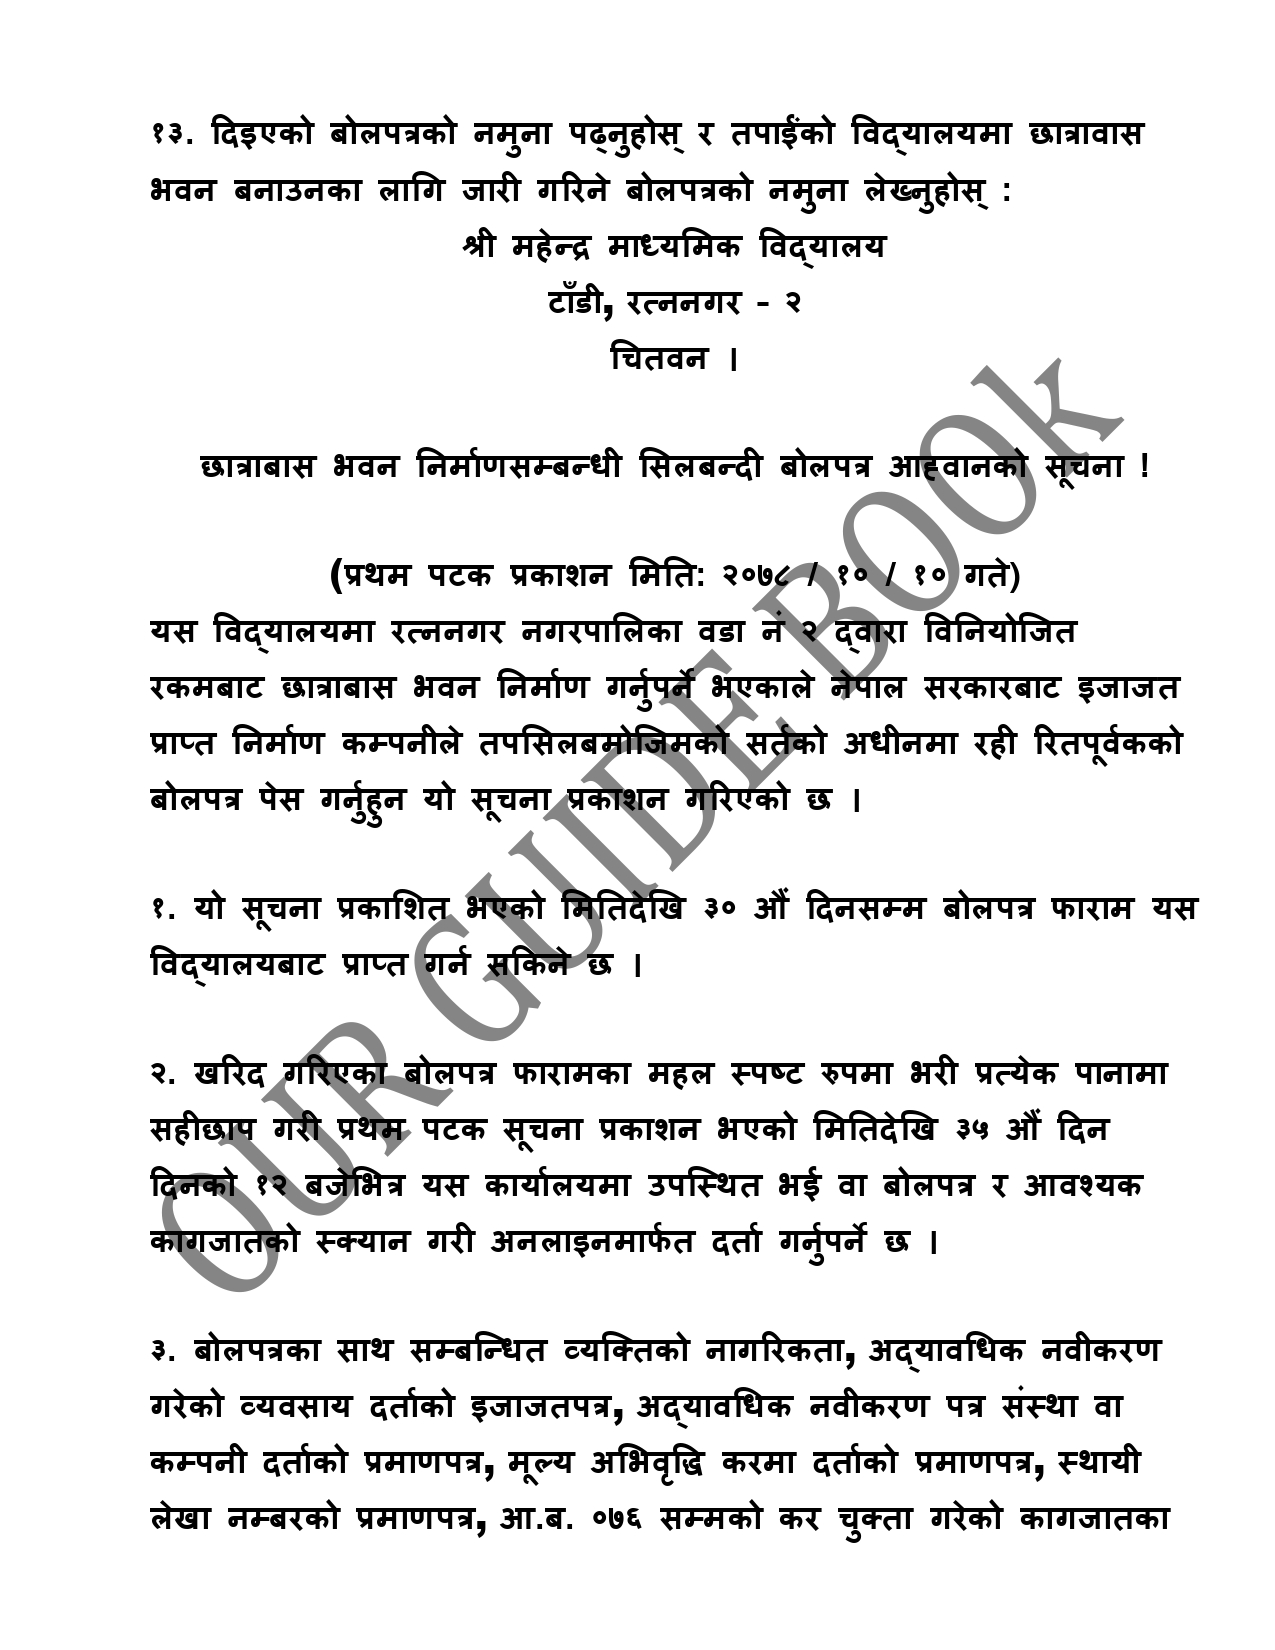 १३. दिइएको बोलपत्रको नमुना पढ्नुहोस् र तपाईंको विद्यालयमा छात्रावास
भवन बनाउनका लागि जारी गरिने बोलपत्रको नमुना लेख्नुहोस् :
श्री महेन्द्र माध्यमिक विद्यालय
टाँडी, रत्ननगर – २
चितवन ।
छात्राबास भवन निर्माणसम्बन्धी सिलबन्दी बोलपत्र आह्वानको सूचना !
(प्रथम पटक प्रकाशन मिति: २०७८ / १० / १० गते)
यस विद्यालयमा रत्ननगर नगरपालिका वडा नं २ द्वारा विनियोजित
रकमबाट छात्राबास भवन निर्माण गर्नुपर्ने भएकाले नेपाल सरकारबाट इजाजत
प्राप्त निर्माण कम्पनीले तपसिलबमोजिमको सर्तको अधीनमा रही रितपूर्वकको
बोलपत्र पेस गर्नुहुन यो सूचना प्रकाशन गरिएको छ ।
१. यो सूचना प्रकाशित भएको मितिदेखि ३० औं दिनसम्म बोलपत्र फाराम यस
विद्यालयबाट प्राप्त गर्न सकिने छ ।
२. खरिद गरिएका बोलपत्र फारामका महल स्पष्ट रुपमा भरी प्रत्येक पानामा
सहीछाप गरी प्रथम पटक सूचना प्रकाशन भएको मितिदेखि ३५ औं दिन
दिनको १२ बजेभित्र यस कार्यालयमा उपस्थित भई वा बोलपत्र र आवश्यक
कागजातको स्क्यान गरी अनलाइनमार्फत दर्ता गर्नुपर्ने छ ।
३. बोलपत्रका साथ सम्बन्धित व्यक्तिको नागरिकता, अद्यावधिक नवीकरण
गरेको व्यवसाय दर्ताको इजाजतपत्र, अद्यावधिक नवीकरण पत्र संस्था वा
कम्पनी दर्ताको प्रमाणपत्र, मूल्य अभिवृद्धि करमा दर्ताको प्रमाणपत्र, स्थायी
लेखा नम्बरको प्रमाणपत्र, आ.ब. ०७६ सम्मको कर चुक्ता गरेको कागजातका
OUR GUIDE BOOk